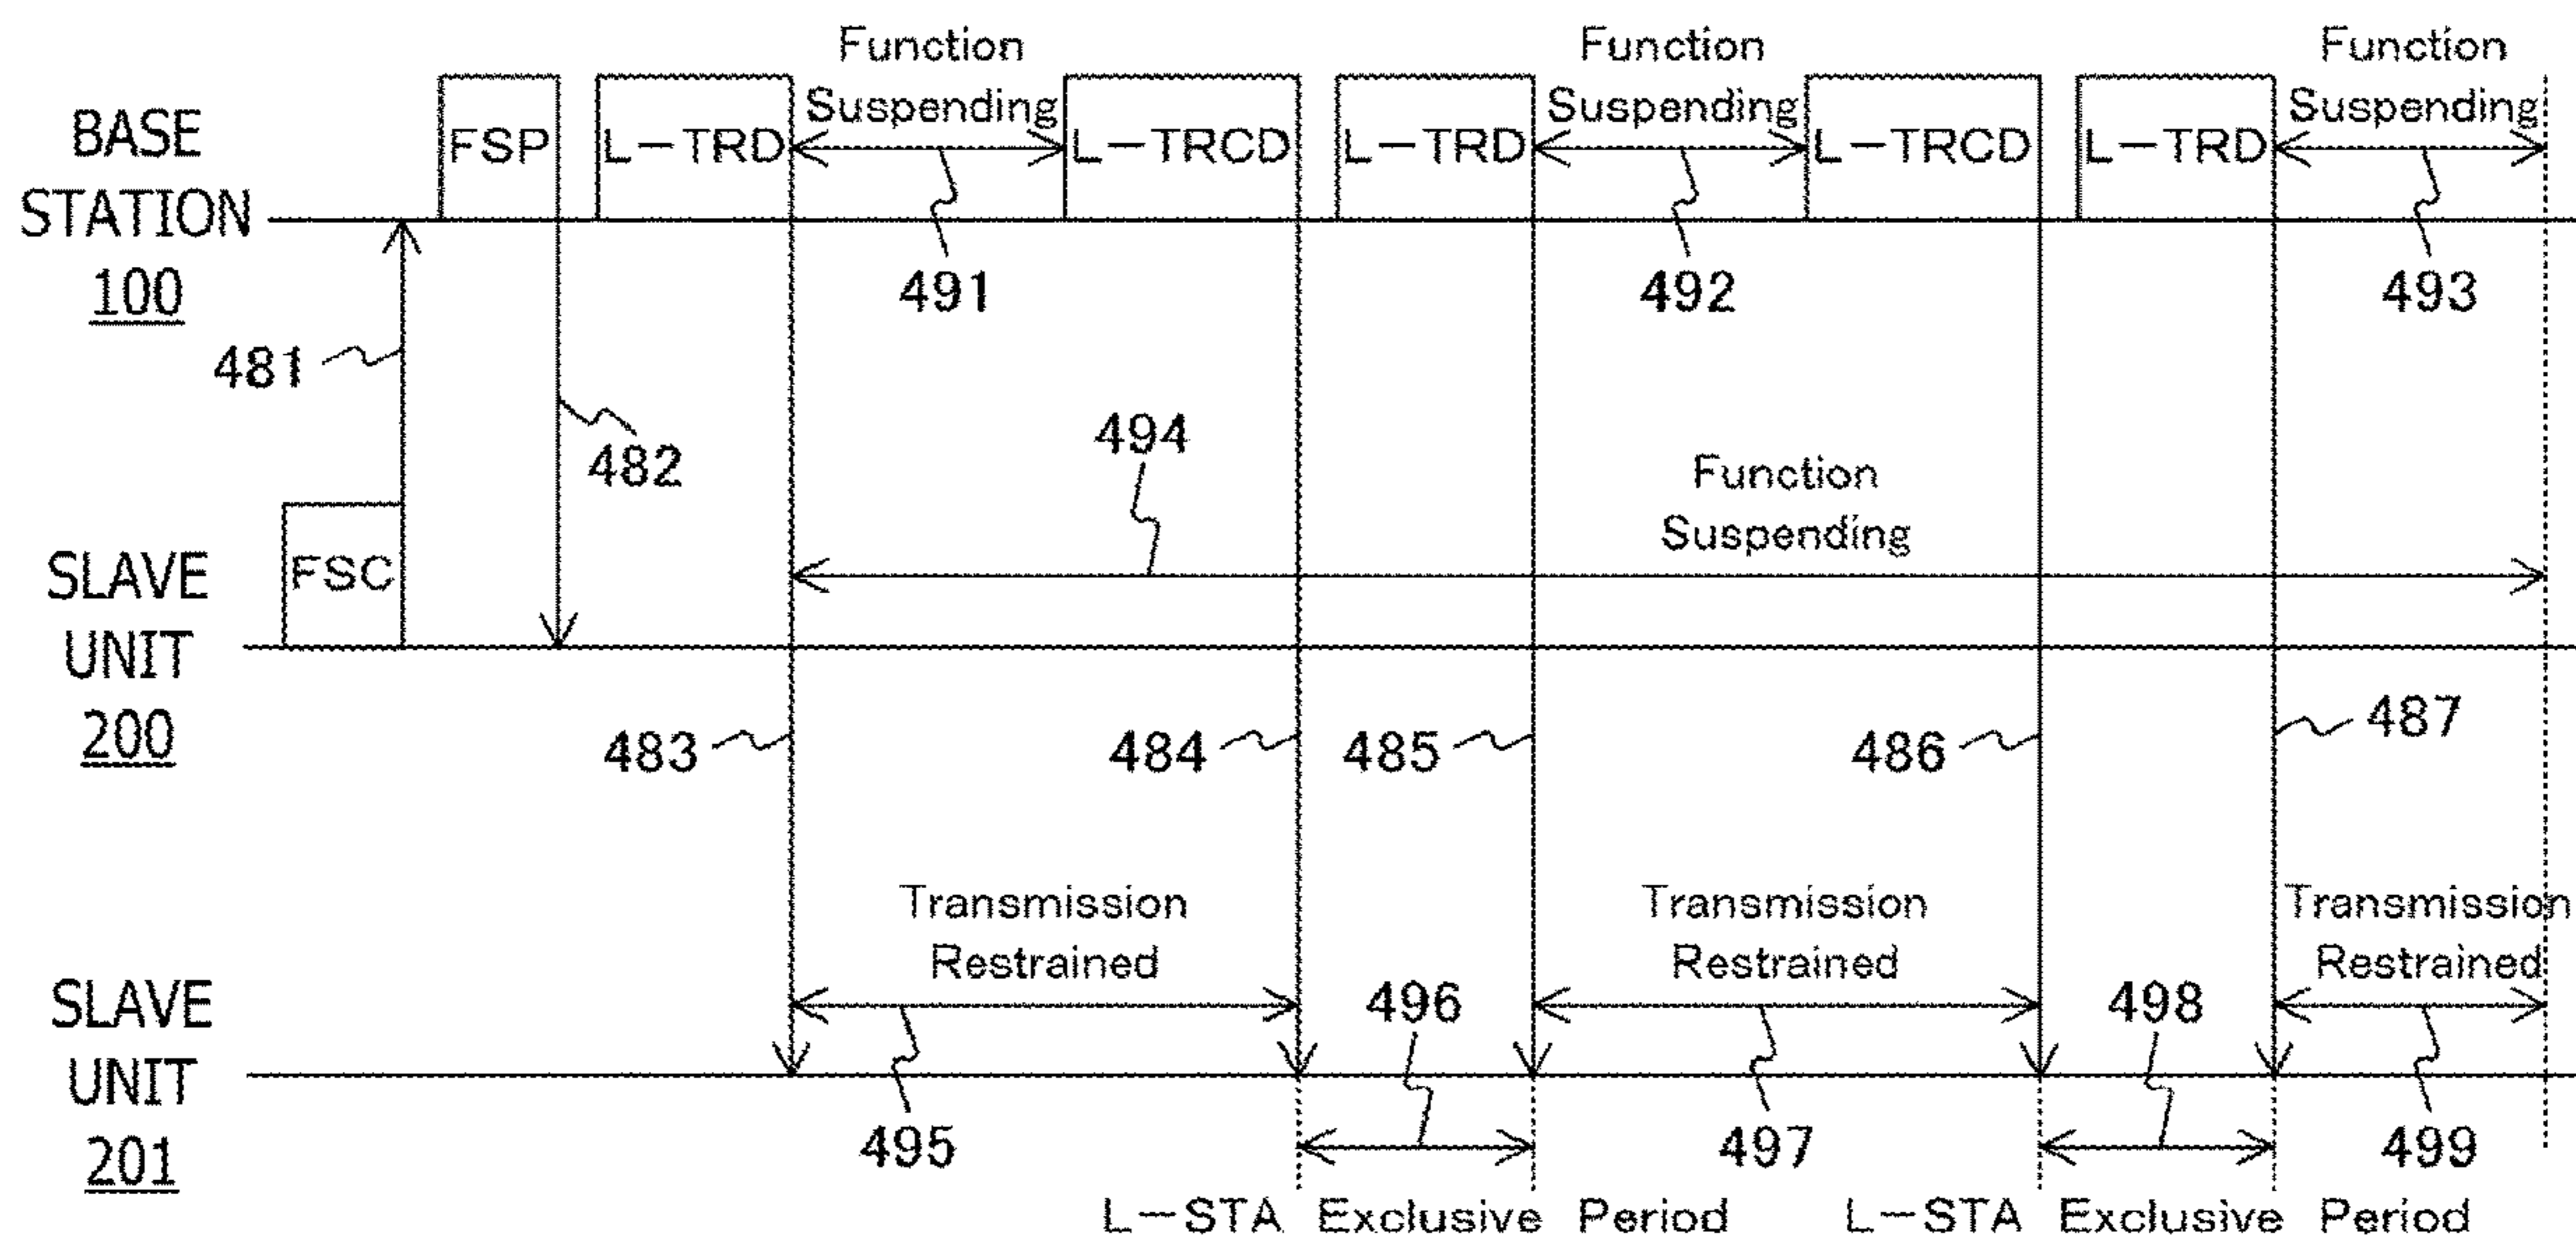 Function
Suspending
Function
Suspending
Function
Suspending
BASE
STATION
100
FSP
L-TRD
L-TRCD
L-TRD
L-TRCD
L-TRD
491
492
493
481
482
494
Function
Suspending
SLAVE
UNIT
200
FSC
483
484
485
486
487
Transmission
Restrained
Transmission
Restrained
Transmission
Restrained
SLAVE
UNIT
201
496
498
495
497
499
L-STA Exclusive Period
L-STA Exclusive Period